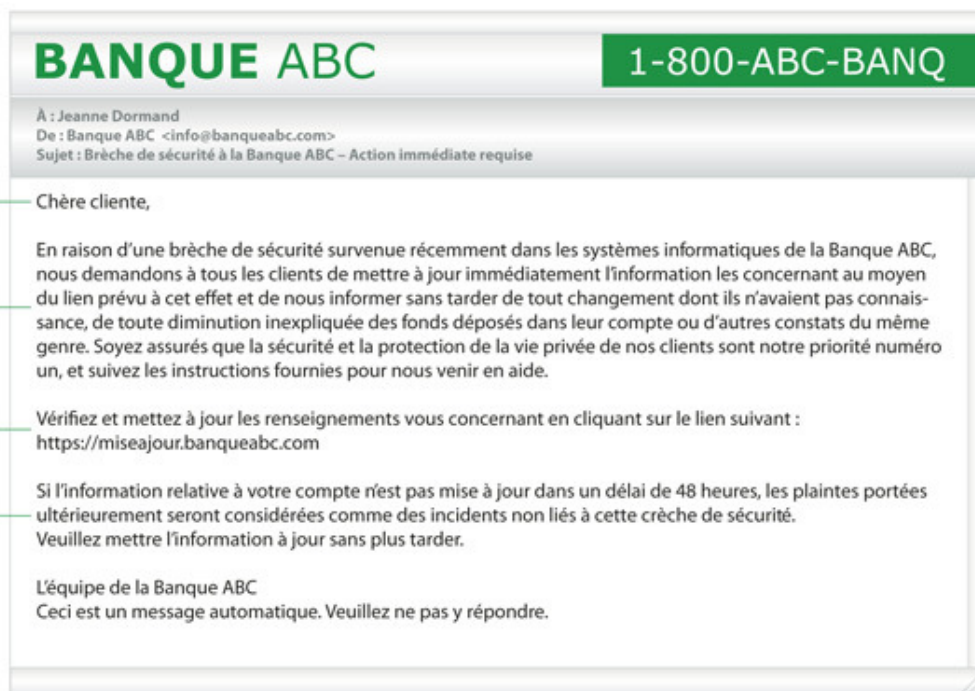 BANQUE ABC
1-800-ABC-BANQ
À : Jeanne Dormand
De : Banque ABC <info@banqueabc.com>
Sujet : Brèche de sécurité à la Banque ABC – Action immédiate requise
Chère cliente,
En raison d’une brèche de sécurité survenue récemment dans les systèmes informatiques de la Banque ABC,
nous demandons à tous les clients de mettre à jour immédiatement l’information les concernant au moyen
du lien prévu à cet effet et de nous informer sans tarder de tout changement dont ils n’avaient pas connais-
sance, de toute diminution inexpliquée des fonds déposés dans leur compte ou d’autres constats du même
genre. Soyez assurés que la sécurité et la protection de la vie privée de nos clients sont notre priorité numéro
un, et suivez les instructions fournies pour nous venir en aide.
Vérifiez et mettez à jour les renseignements vous concernant en cliquant sur le lien suivant :
https://miseajour.banqueabc.com
Si l’information relative à votre compte n’est pas mise à jour dans un délai de 48 heures, les plaintes portées
ultérieurement seront considérées comme des incidents non liés à cette crèche de sécurité.
Veuillez mettre l’information à jour sans plus tarder.
L’équipe de la Banque ABC
Ceci est un message automatique. Veuillez ne pas y répondre.